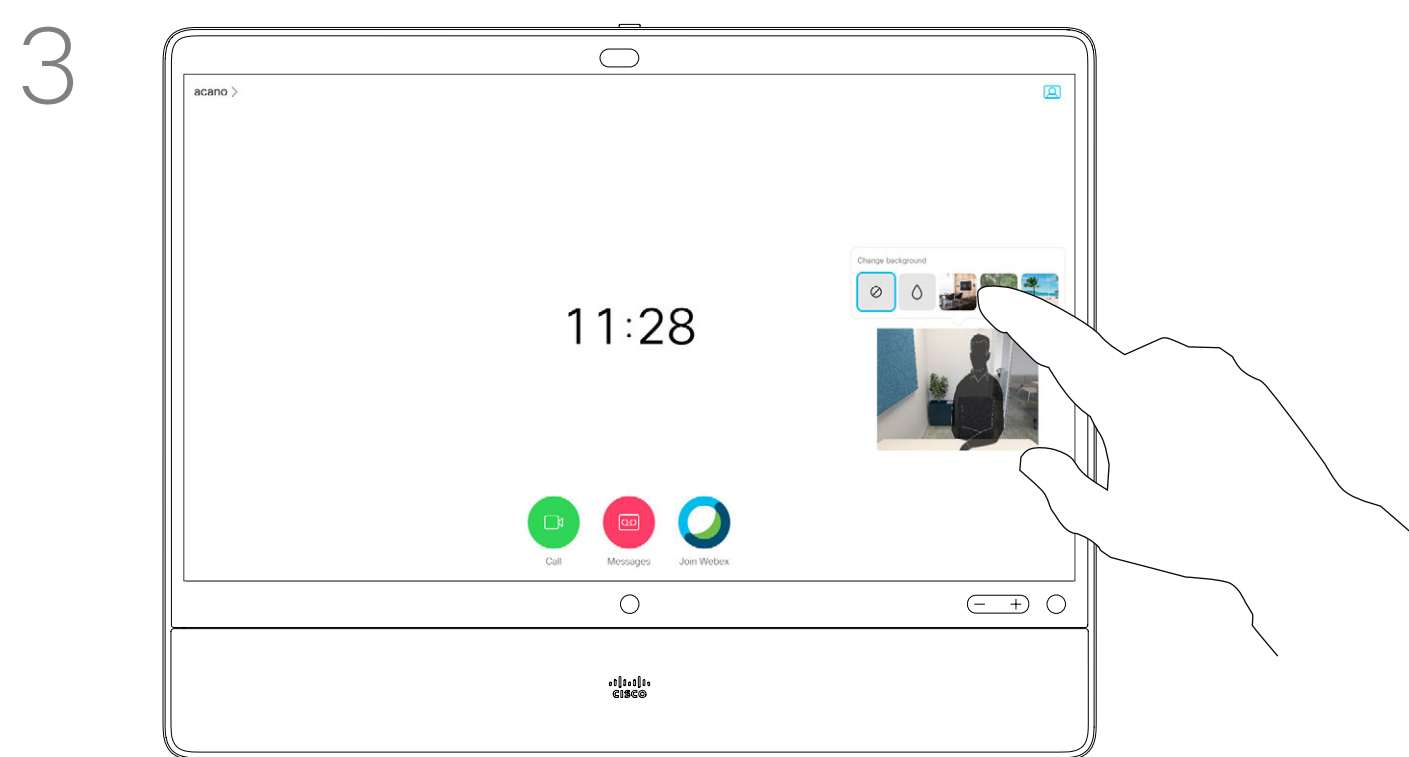 3
acano >
Change background
11:28
Call
Messages
Join Webex
− +
CISCO